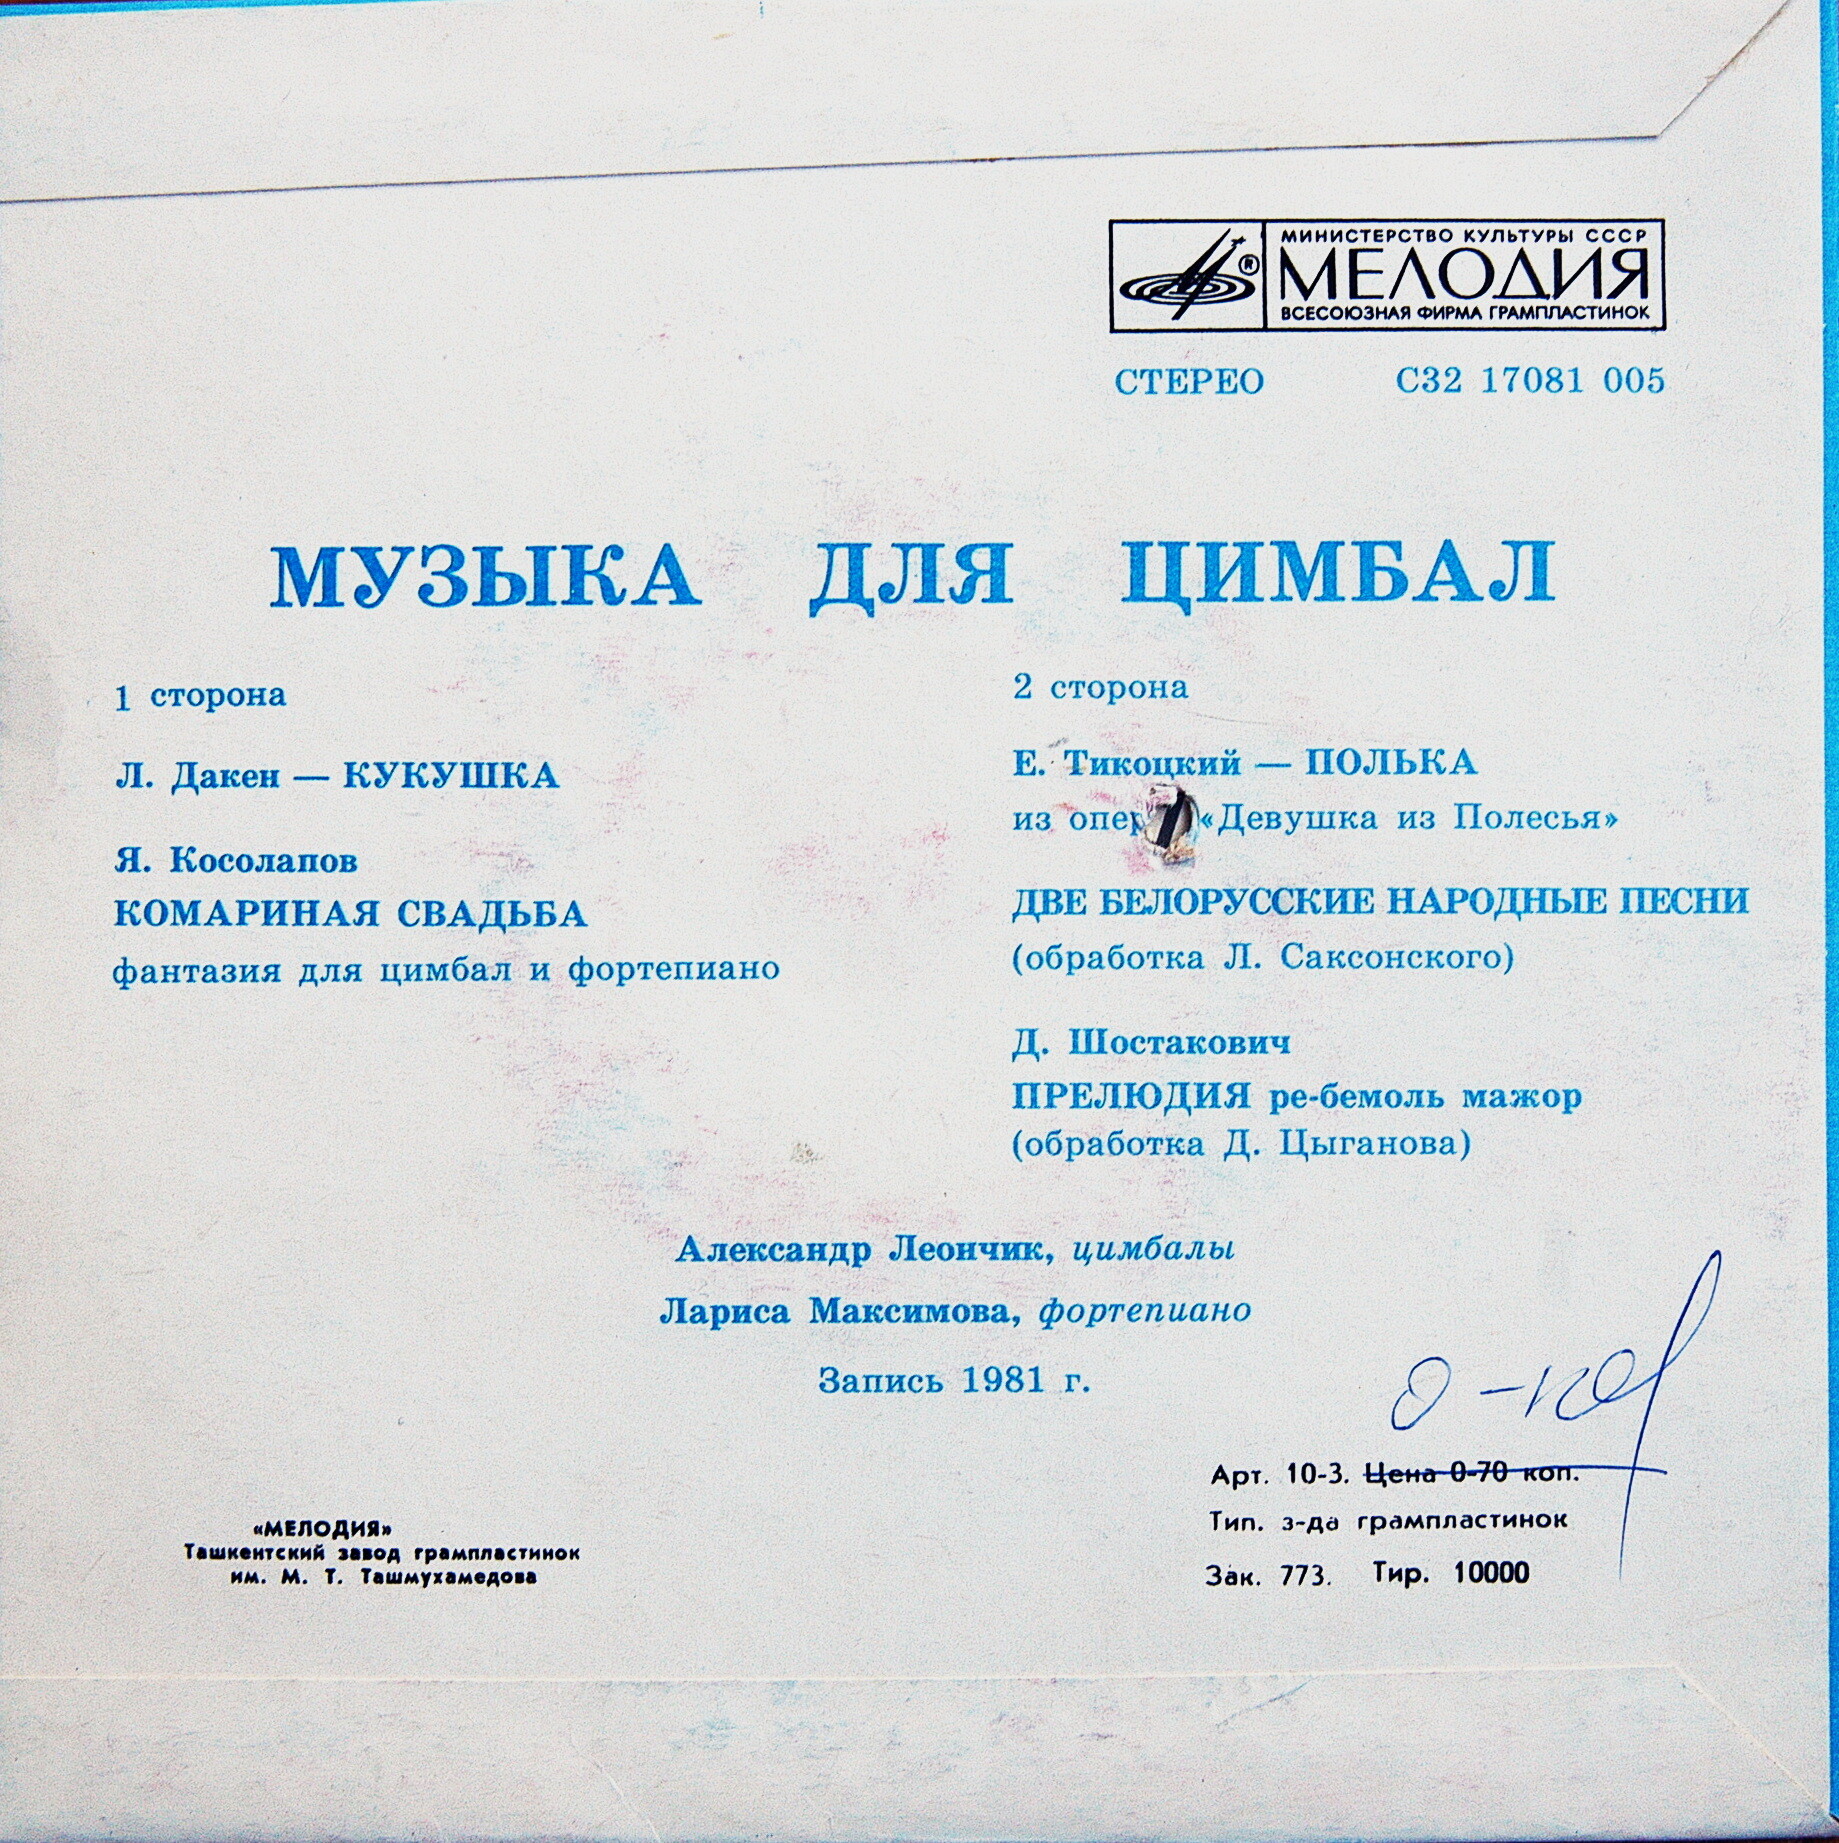 МИНИСТЕРСТВО КУЛЬТУРЫ СССР
МЕЛОДИЯ
ВСЕСОЮЗНАЯ ФИРМА ГРАМПЛАСТИНОК
СТЕРЕО С32 17081 005
МУЗЫКА ДЛЯ ЦИМБАЛ
1 сторона
Л. Дакен — КУКУШКА
Я. Косолапов
КОМАРИНАЯ СВАДЬБА
фантазия для цимбал и фортепиано
2 сторона
Е. Тикоцкий — ПОЛЬКА
из «Девушка из Полесья»
ДВЕ БЕЛОРУССКИЕ НАРОДНЫЕ ПЕСНИ
(обработка Л. Саксонского)
Д. Шостакович
ПРЕЛЮДИЯ ре-бемоль мажор
(обработка Д. Цыганова)
Александр Леончик, цимбалы
Лариса Максимова, фортепиано
Запись 1981 г.
«МЕЛОДИЯ»
Ташкентский завод грампластинок
им. М. Т. Ташмухамедова
Арт. 10-3. Цена 0-70 коп.
Тип. з-да грампластинок
Зак. 773. Тир. 10000